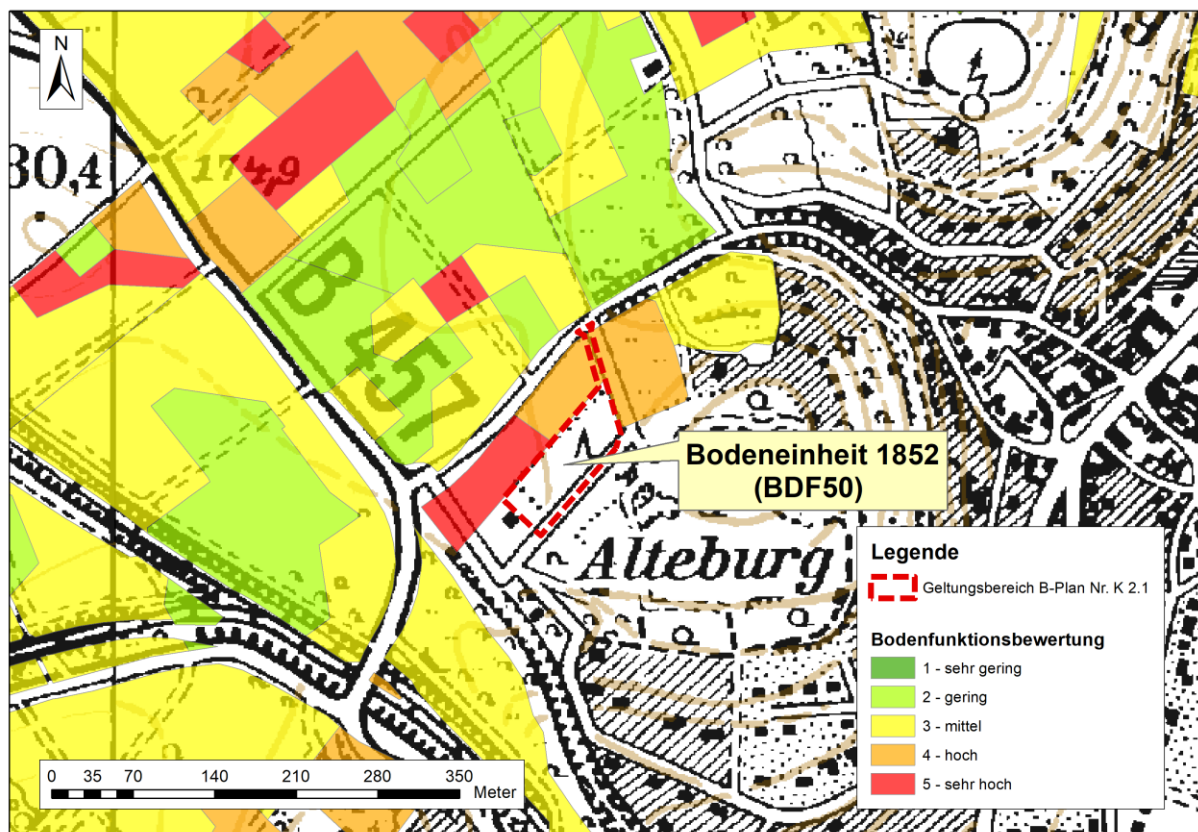 N
80,4
174,9
B 457
Bodeneinheit 1852
(BDF50)
Alteburg
Legende
Geltungsbereich B-Plan Nr. K 2.1
Bodenfunktionsbewertung
1 - sehr gering
2 - gering
3 - mittel
4 - hoch
5 - sehr hoch
0 35 70 140 210 280 350
Meter